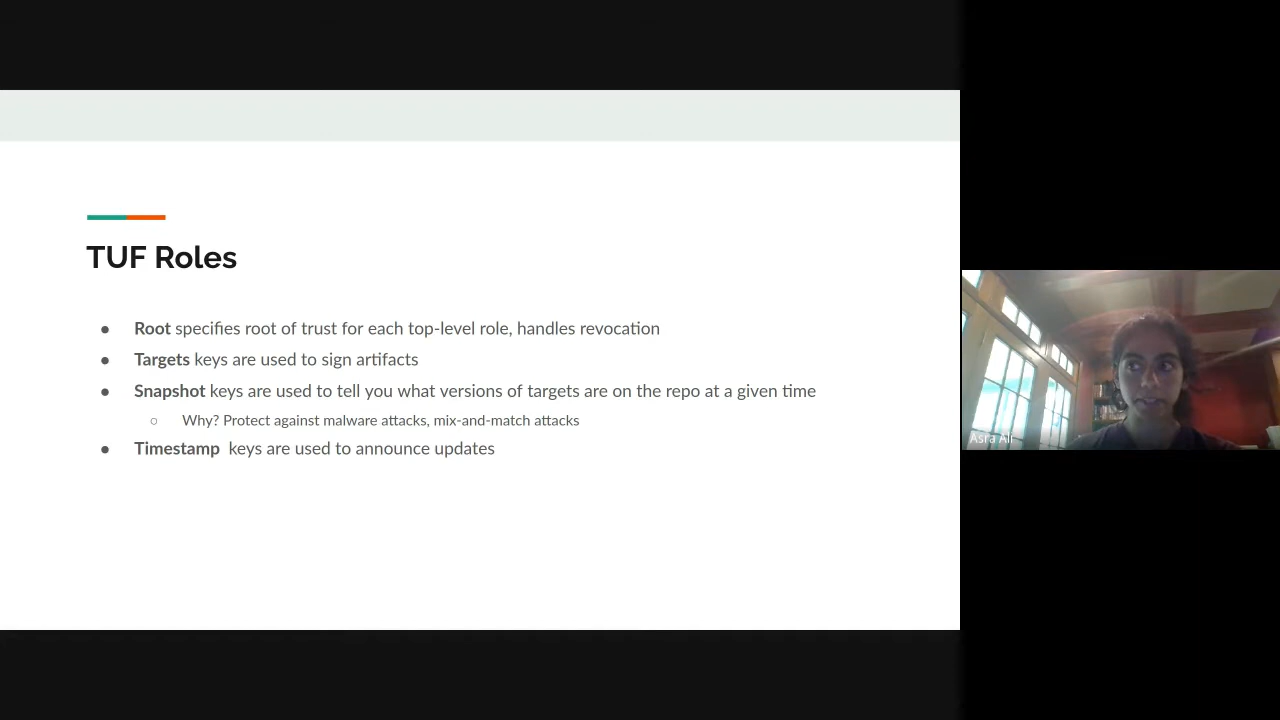 TUF Roles
● Root specifies root of trust for each top-level role, handles revocation
● Targets keys are used to sign artifacts
● Snapshot keys are used to tell you what versions of targets are on the repo at a given time
○ Why? Protect against malware attacks, mix-and-match attacks
● Timestamp keys are used to announce updates
Asra Ali